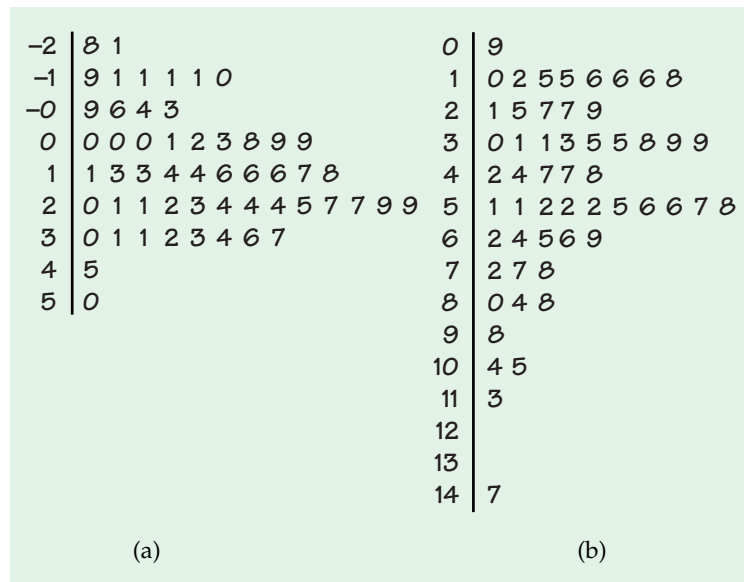 -2 | 8 1
-1 | 9 1 1 1 1 0
-0 | 9 6 4 3
0 | 0 0 0 1 2 3 8 9 9
1 | 1 3 3 4 4 6 6 6 7 8
2 | 0 1 1 2 3 4 4 4 5 7 7 9 9
3 | 0 1 1 2 3 4 6 7
4 | 5
5 | 0
(a)
0 | 9
1 | 0 2 5 5 6 6 6 8
2 | 1 5 7 7 9
3 | 0 1 1 3 5 5 8 9 9
4 | 2 4 7 7 8
5 | 1 1 2 2 2 5 6 6 7 8
6 | 2 4 5 6 9
7 | 2 7 8
8 | 0 4 8
9 | 8
10 | 4 5
11 | 3
12 |
13 |
14 | 7
(b)